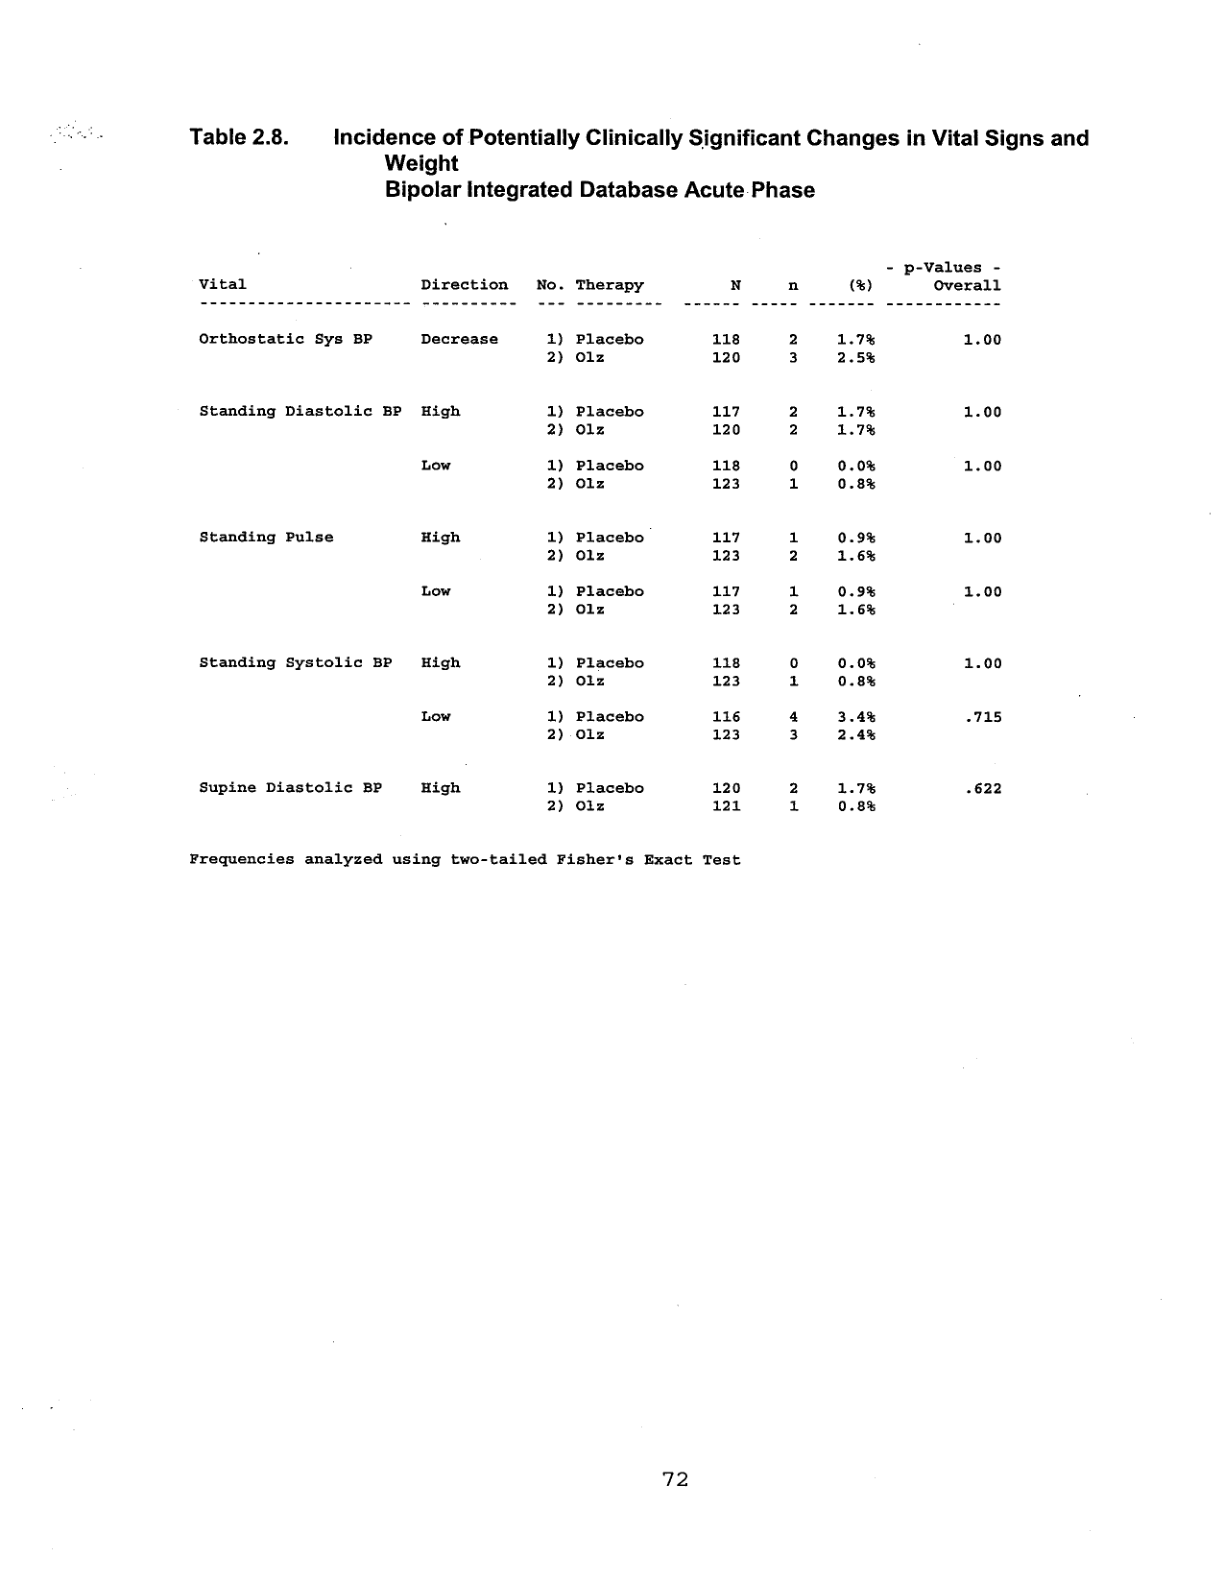 Table 2.8. Incidence of Potentially Clinically Significant Changes in Vital Signs and
Weight
Bipolar Integrated Database Acute Phase
- p-Values -
Vital Direction No. Therapy N n (%) Overall
---------------------- ---------- --- --------- ------ ----- ------- ------------
Orthostatic Sys BP Decrease 1) Placebo 118 2 1.7% 1.00
2) Olz 120 3 2.5%
Standing Diastolic BP High 1) Placebo 117 2 1.7% 1.00
2) Olz 120 2 1.7%
Low 1) Placebo 118 0 0.0% 1.00
2) Olz 123 1 0.8%
Standing Pulse High 1) Placebo 117 1 0.9% 1.00
2) Olz 123 2 1.6%
Low 1) Placebo 117 1 0.9% 1.00
2) Olz 123 2 1.6%
Standing Systolic BP High 1) Placebo 118 0 0.0% 1.00
2) Olz 123 1 0.8%
Low 1) Placebo 116 4 3.4% .715
2) Olz 123 3 2.4%
Supine Diastolic BP High 1) Placebo 120 2 1.7% .622
2) Olz 121 1 0.8%
Frequencies analyzed using two-tailed Fisher's Exact Test
72